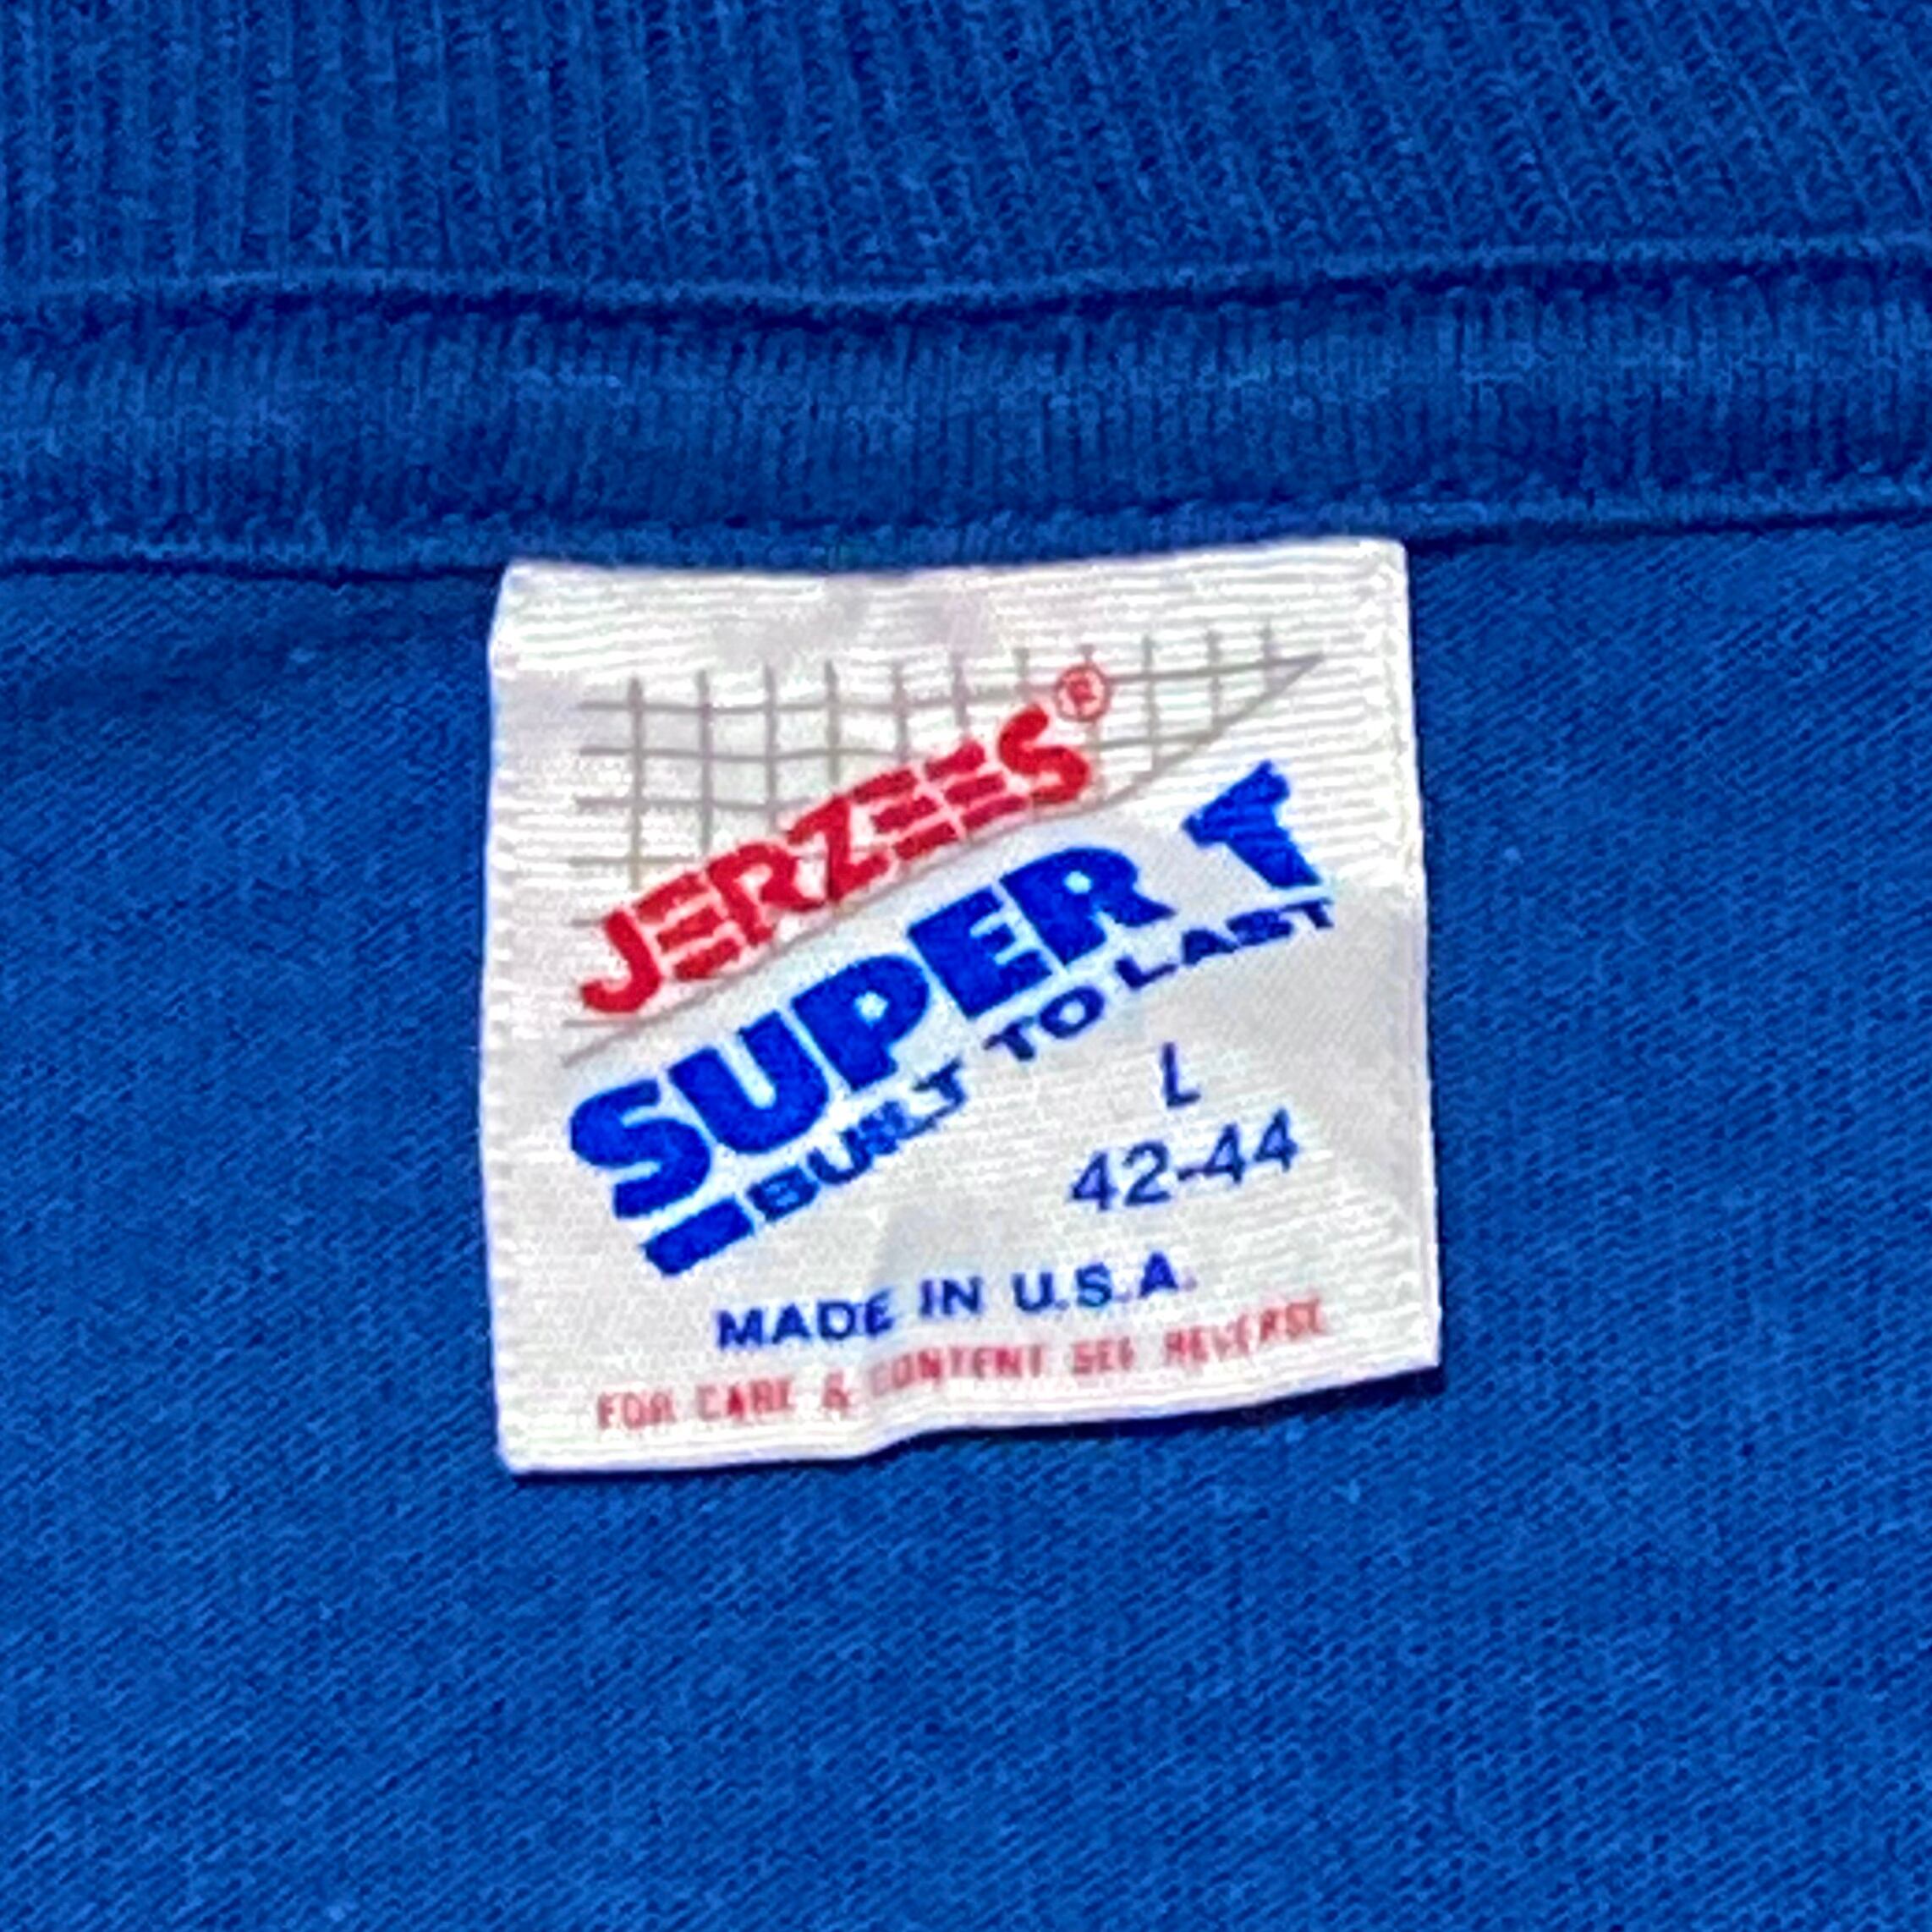 JERZEES®
SUPER T
BUILT TO LAST
L
42-44
MADE IN U.S.A.
FOR CARE & CONTENT SEE REVERSE